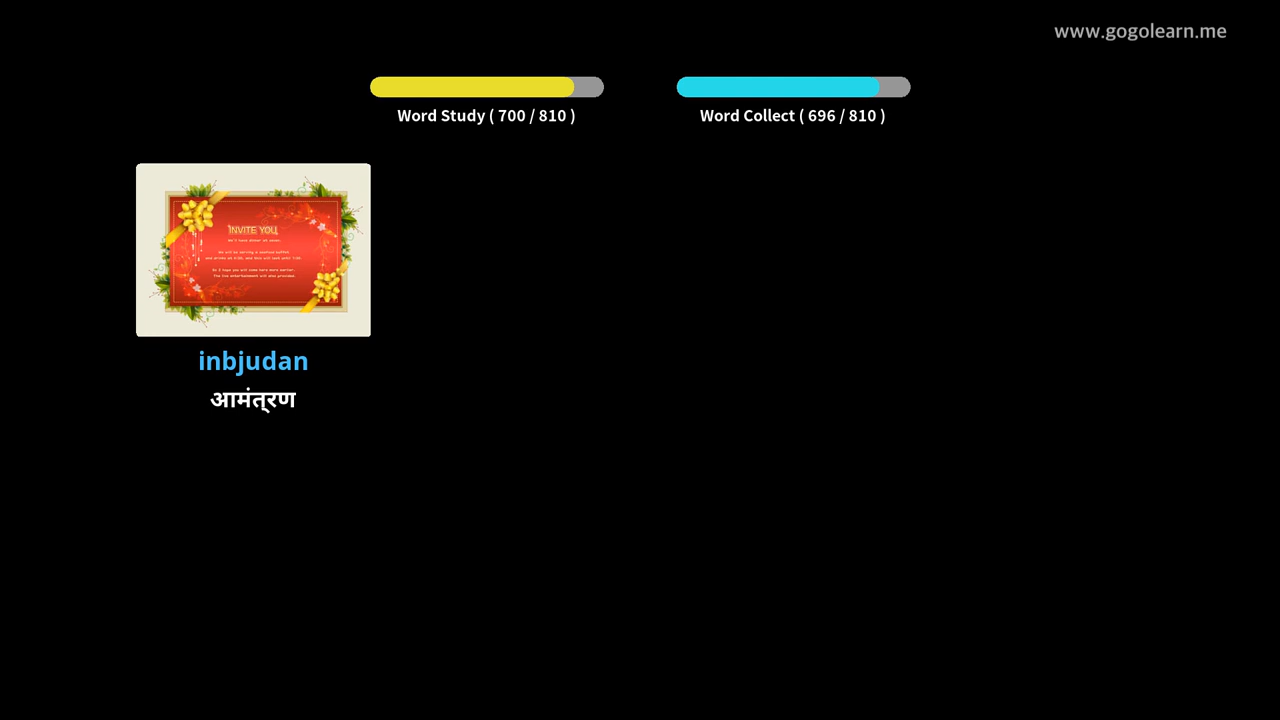 www.gogolearn.me
Word Study ( 700 / 810 )
Word Collect ( 696 / 810 )
INVITE YOU
inbjudan
आमंत्रण